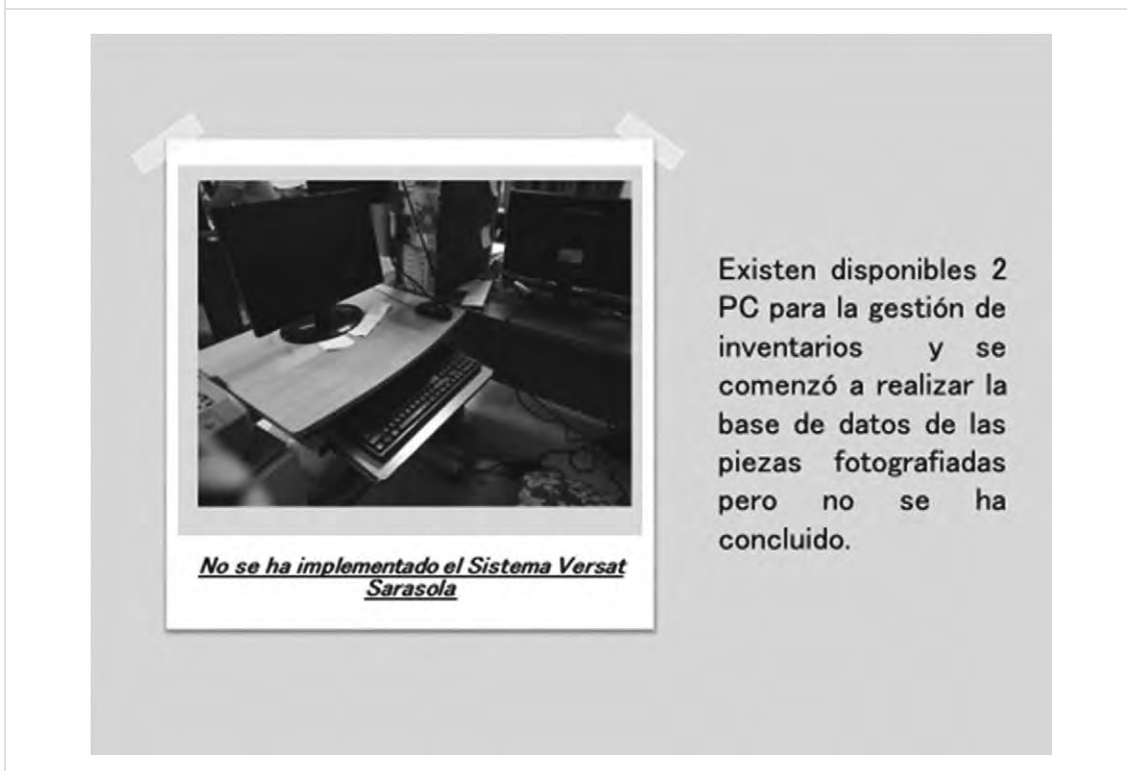 Existen disponibles 2
PC para la gestión de
inventarios y se
comenzó a realizar la
base de datos de las
piezas fotografiadas
pero no se ha
concluido.
No se ha implementado el Sistema Versat
Sarasola